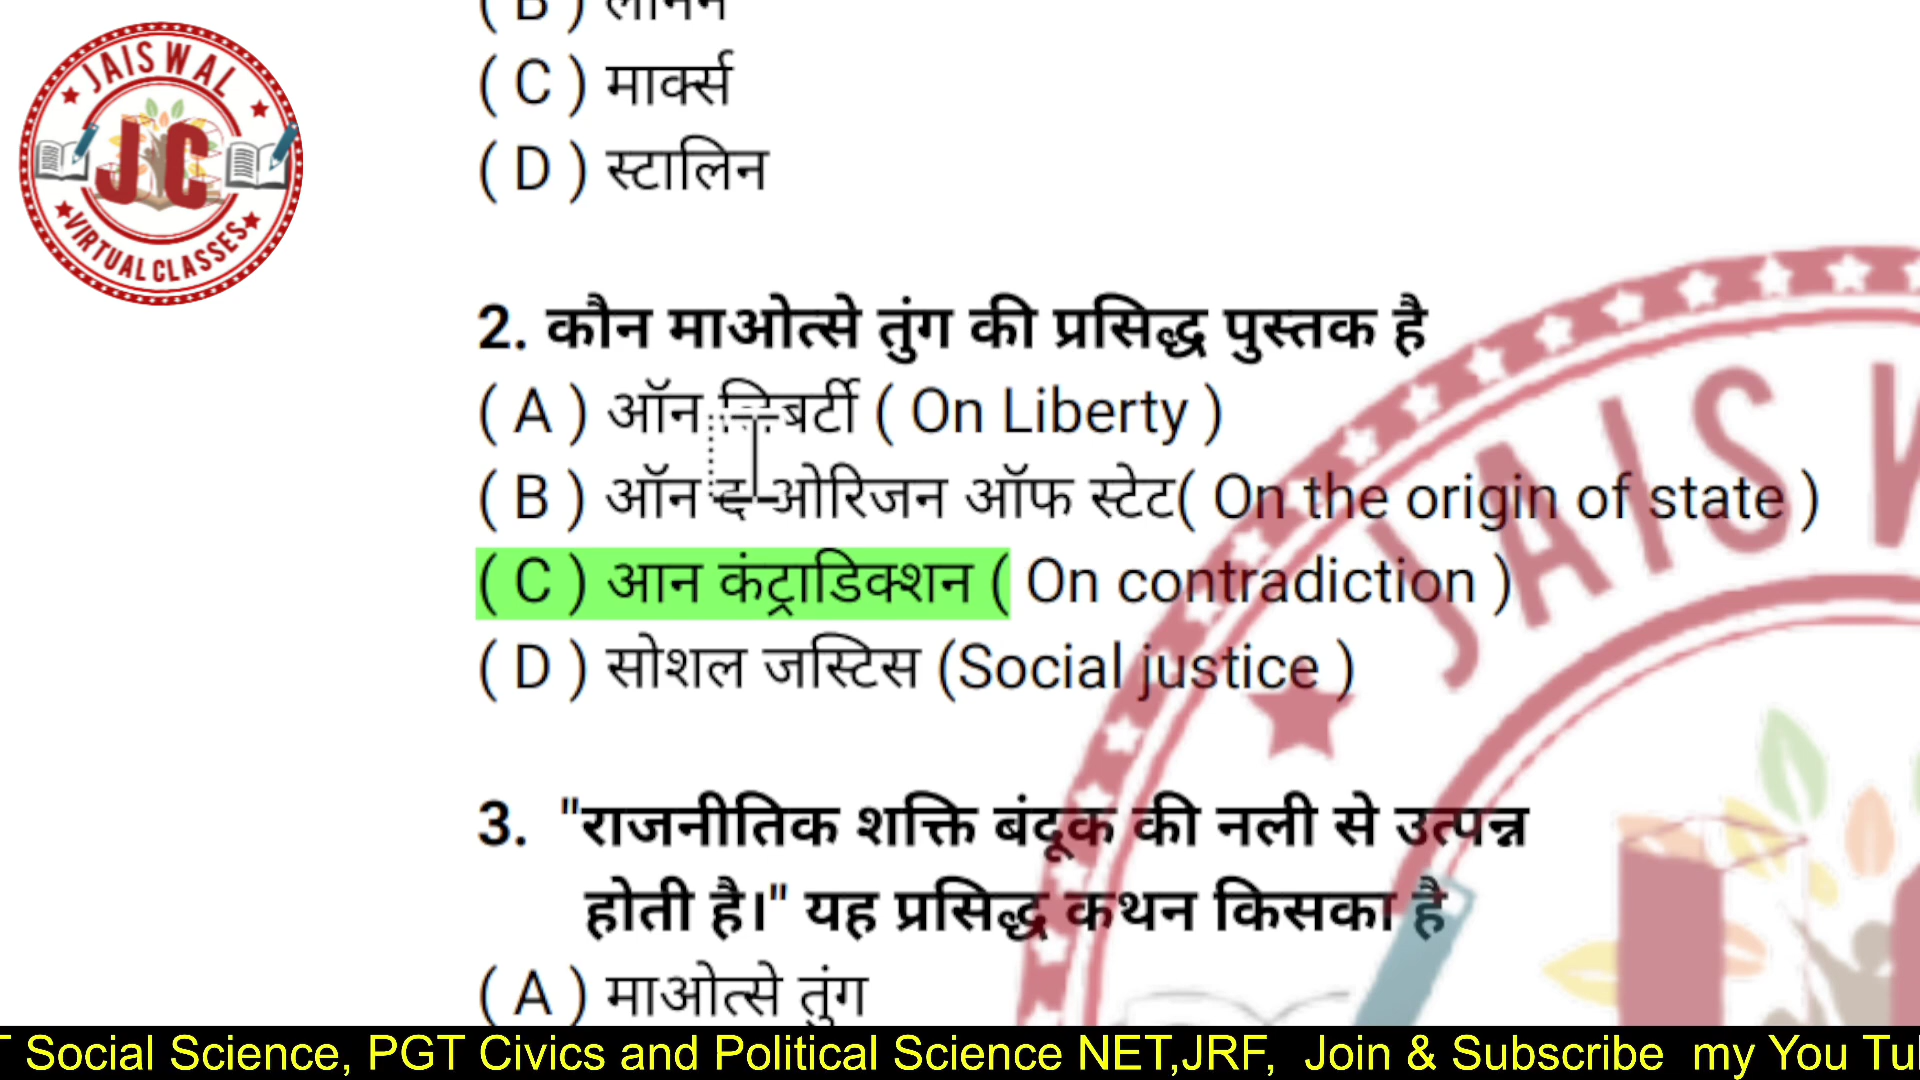 ( B ) लेनिन
( C ) मार्क्स
( D ) स्टालिन
JAISWAL
JC
VIRTUAL CLASSES
2. कौन माओत्से तुंग की प्रसिद्ध पुस्तक है
( A ) ऑन लिबर्टी ( On Liberty )
( B ) ऑन द ओरिजन ऑफ स्टेट( On the origin of state )
( C ) आन कंट्राडिक्शन ( On contradiction )
( D ) सोशल जस्टिस (Social justice )
JAIS
3. "राजनीतिक शक्ति बंदूक की नली से उत्पन्न
होती है।" यह प्रसिद्ध कथन किसका है
( A ) माओत्से तुंग
Social Science, PGT Civics and Political Science NET,JRF, Join & Subscribe my You